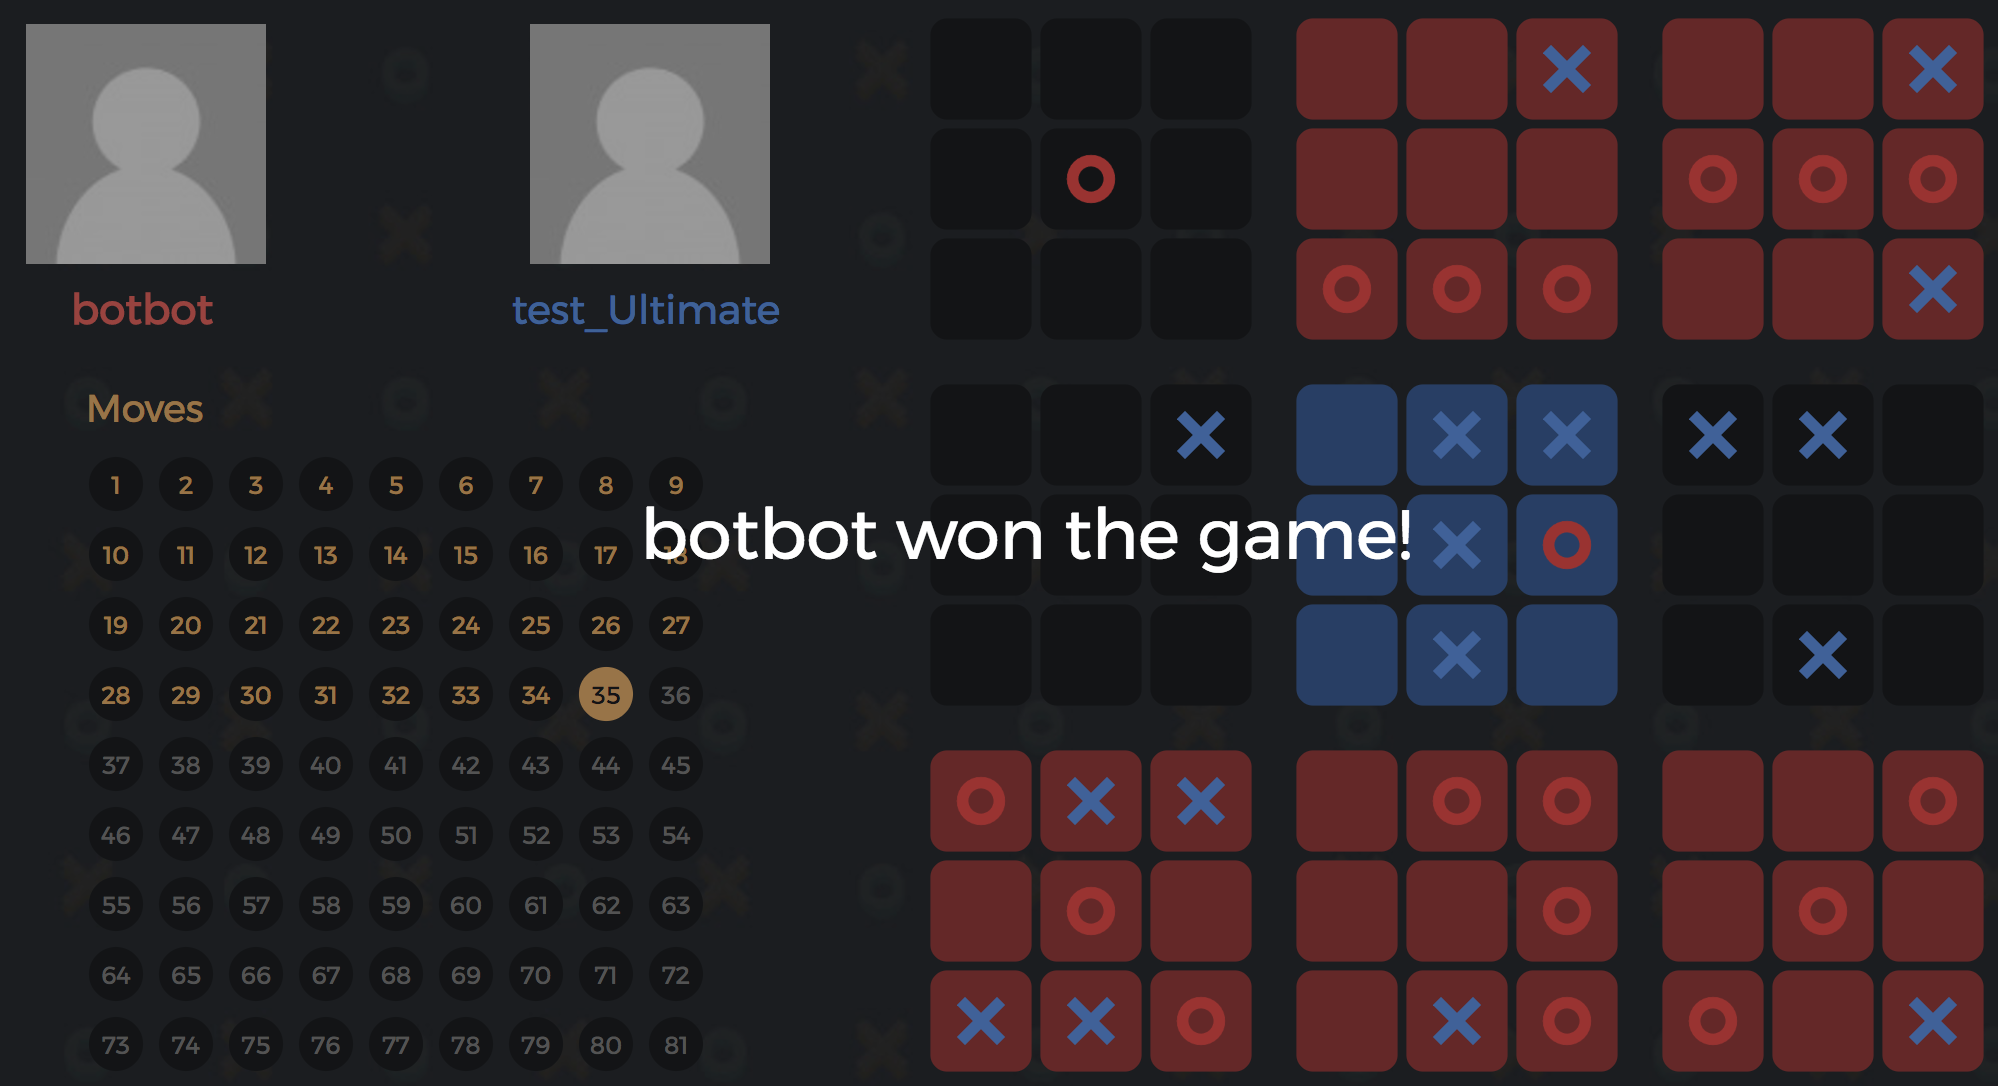 botbot
test_Ultimate
Moves
1 2 3 4 5 6 7 8 9
botbot won the game!
10 11 12 13 14 15 16 17 18
19 20 21 22 23 24 25 26 27
28 29 30 31 32 33 34 35 36
37 38 39 40 41 42 43 44 45
46 47 48 49 50 51 52 53 54
55 56 57 58 59 60 61 62 63
64 65 66 67 68 69 70 71 72
73 74 75 76 77 78 79 80 81